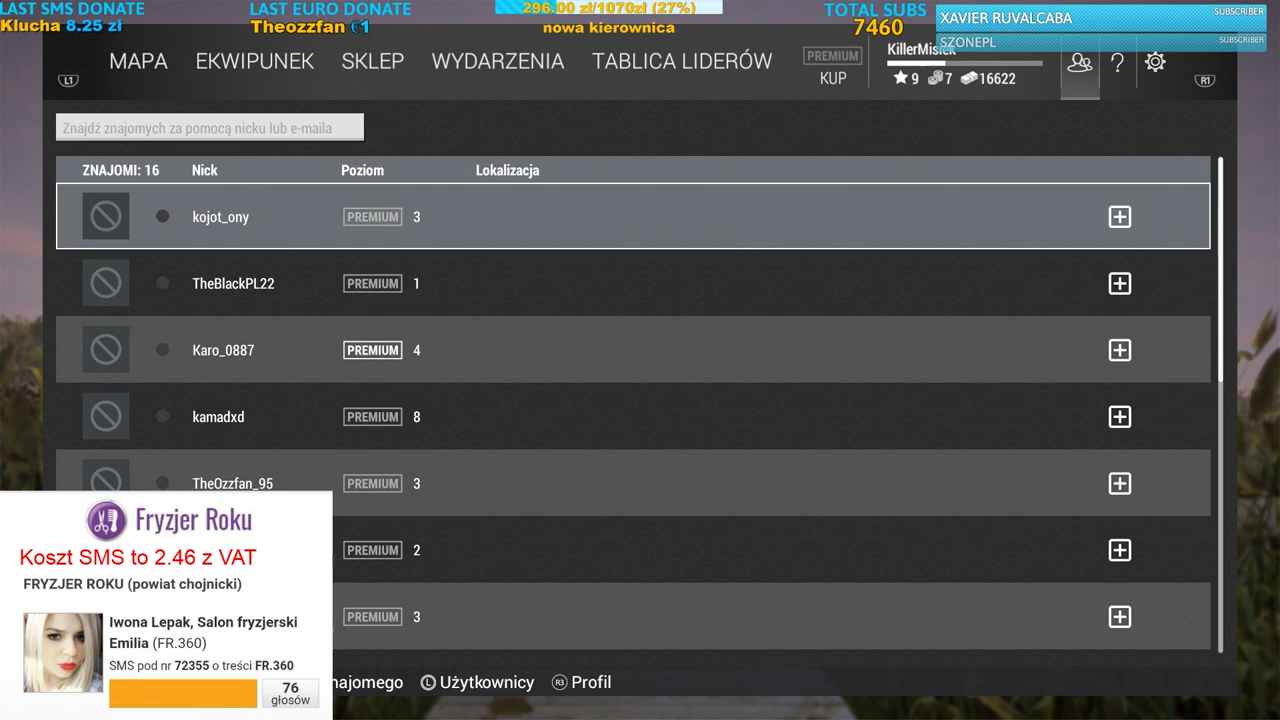 LAST SMS DONATE
Klucha 8.25 zł
LAST EURO DONATE
Theozzfan €1
296.00 zł/1070zł (27%)
nowa kierownica
TOTAL SUBS
7460
XAVIER RUVALCABA SUBSCRIBER
SZONEPL SUBSCRIBER
L1
MAPA EKWIPUNEK SKLEP WYDARZENIA TABLICA LIDERÓW
PREMIUM
KUP
9 7 16622
?
R1
Znajdź znajomych za pomocą nicku lub e-maila
ZNAJOMI: 16 Nick Poziom Lokalizacja
kojot_ony PREMIUM 3
TheBlackPL22 PREMIUM 1
Karo_0887 PREMIUM 4
kamadxd PREMIUM 8
TheOzzfan_95 PREMIUM 3
PREMIUM 2
PREMIUM 3
Fryzjer Roku
Koszt SMS to 2.46 z VAT
FRYZJER ROKU (powiat chojnicki)
Iwona Lepak, Salon fryzjerski
Emilia (FR.360)
SMS pod nr 72355 o treści FR.360
76
głosów
L Użytkownicy R3 Profil